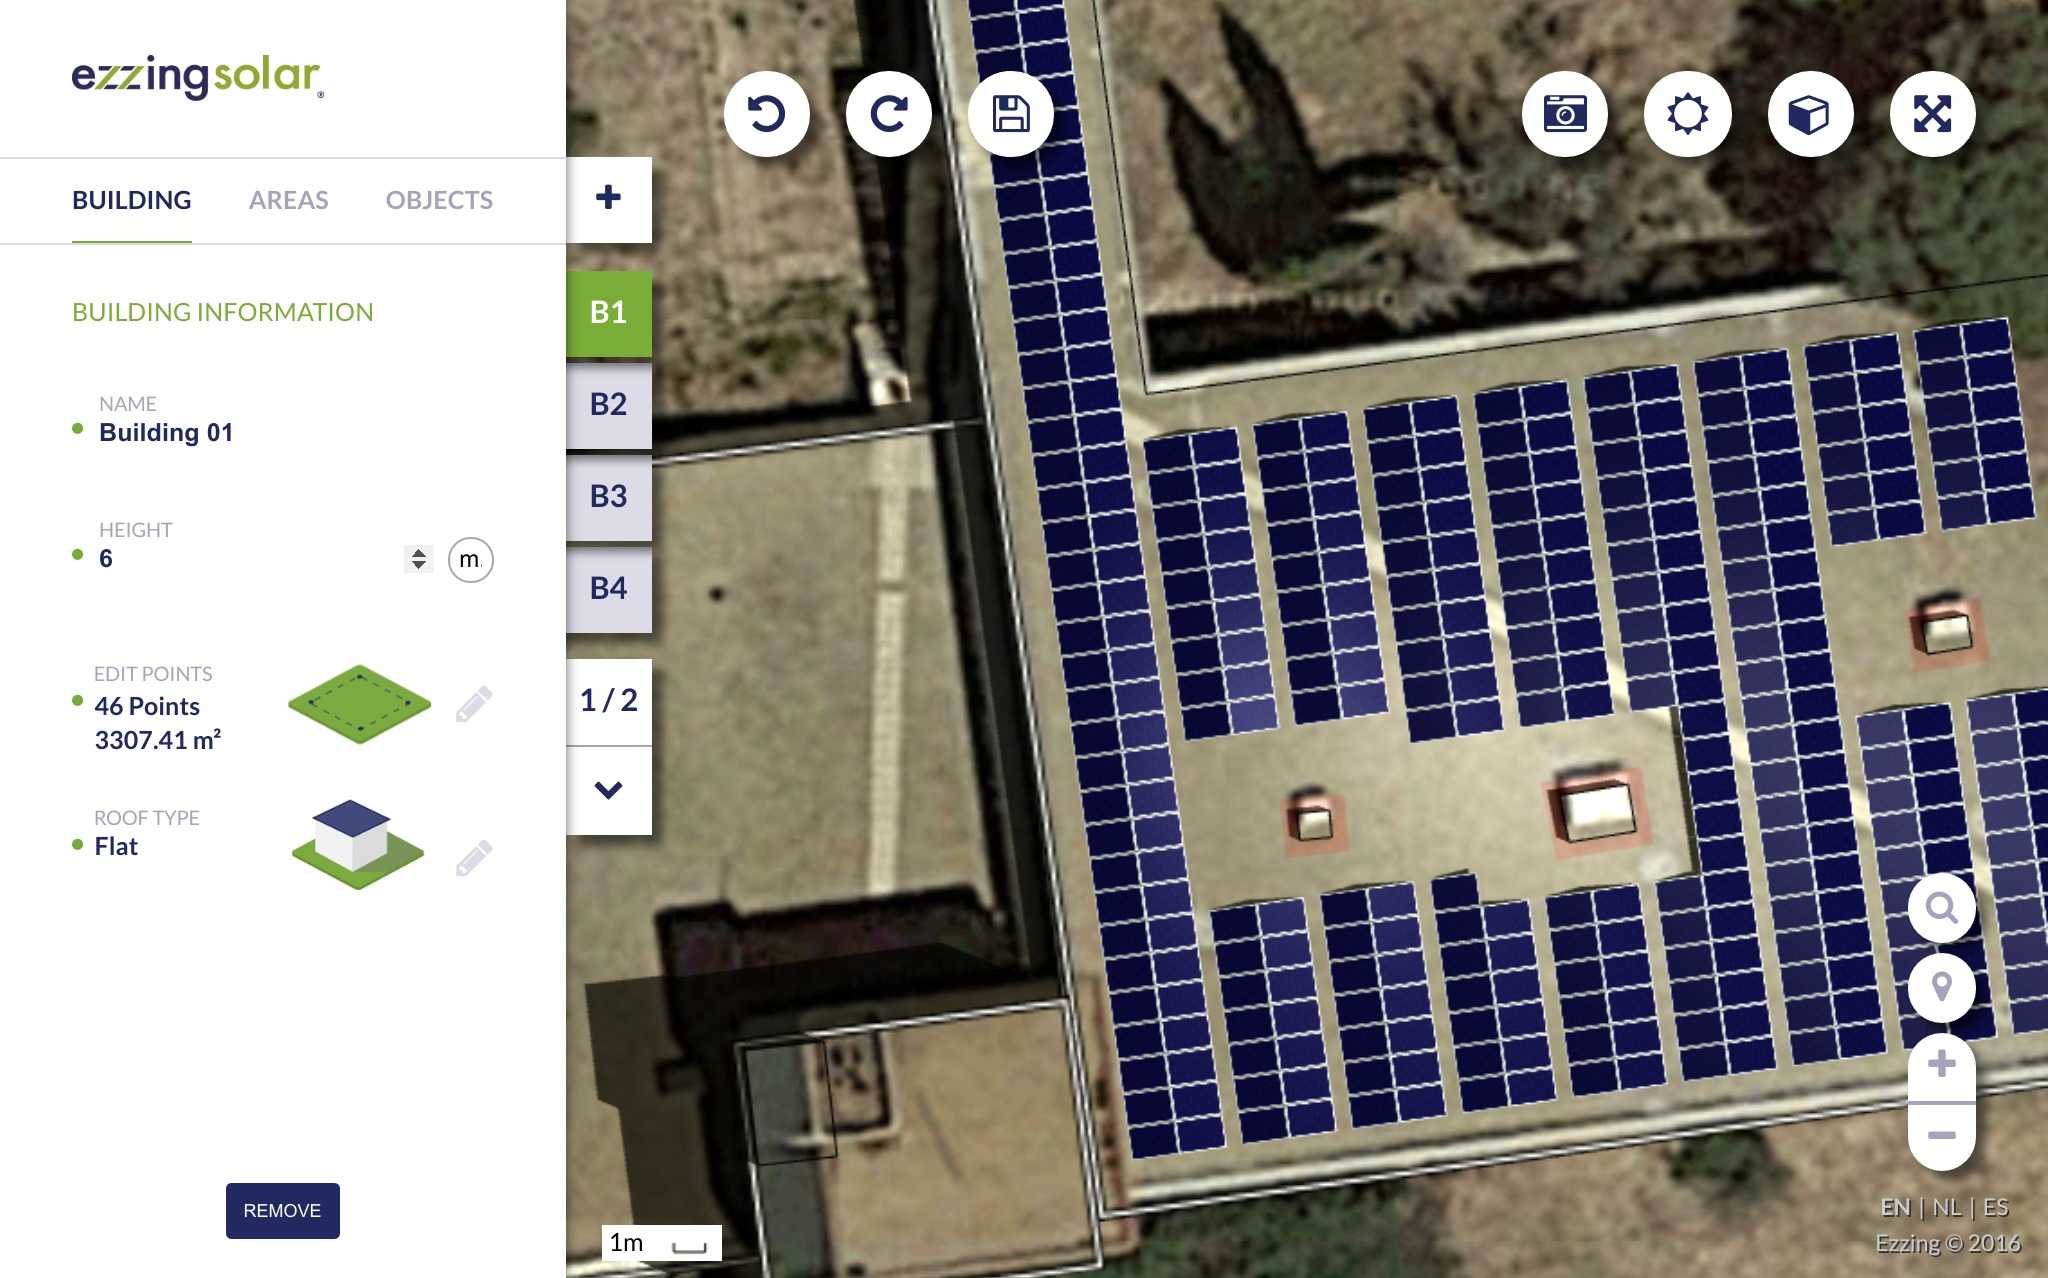 ezzingsolar®
BUILDING AREAS OBJECTS
BUILDING INFORMATION
NAME
Building 01
HEIGHT
6 m.
EDIT POINTS
46 Points
3307.41 m²
ROOF TYPE
Flat
REMOVE
+
B1
B2
B3
B4
1 / 2
1m
EN | NL | ES
Ezzing © 2016